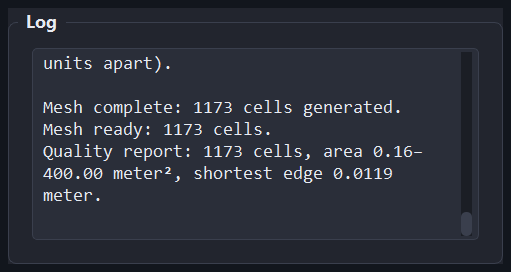 Log
units apart).
Mesh complete: 1173 cells generated.
Mesh ready: 1173 cells.
Quality report: 1173 cells, area 0.16–
400.00 meter², shortest edge 0.0119
meter.